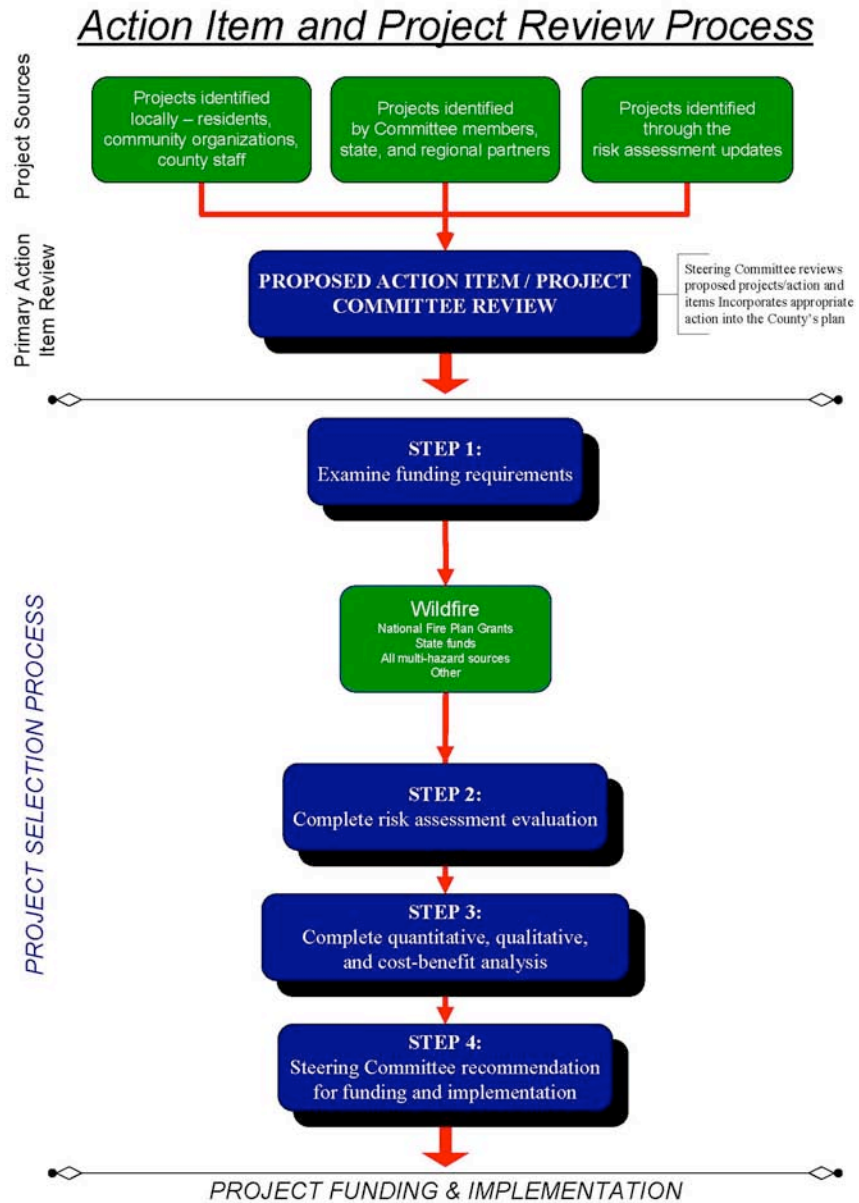 Action Item and Project Review Process
Project Sources
Projects identified
locally – residents,
community organizations,
county staff
Projects identified
by Committee members,
state, and regional partners
Projects identified
through the
risk assessment updates
Primary Action
Item Review
PROPOSED ACTION ITEM / PROJECT
COMMITTEE REVIEW
Steering Committee reviews
proposed projects/action and
items Incorporates appropriate
action into the County's plan
PROJECT SELECTION PROCESS
STEP 1:
Examine funding requirements
Wildfire
National Fire Plan Grants
State funds
All multi-hazard sources
Other
STEP 2:
Complete risk assessment evaluation
STEP 3:
Complete quantitative, qualitative,
and cost-benefit analysis
STEP 4:
Steering Committee recommendation
for funding and implementation
PROJECT FUNDING & IMPLEMENTATION